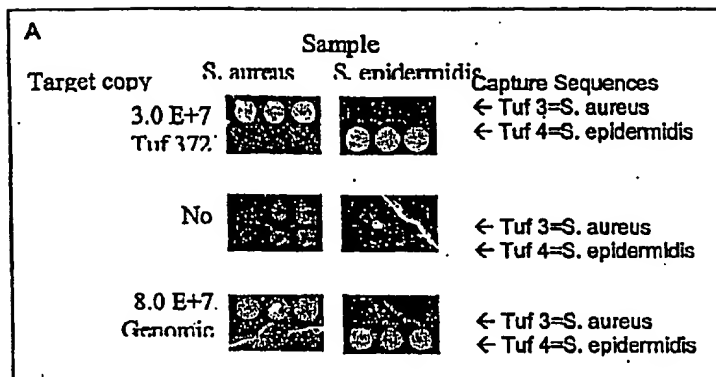 A
Sample
Target copy
S. aureus
S. epidermidis
Capture Sequences
3.0 E+7
Tuf 372
← Tuf 3=S. aureus
← Tuf 4=S. epidermidis
No
← Tuf 3=S. aureus
← Tuf 4=S. epidermidis
8.0 E+7.
Genomic
← Tuf 3=S. aureus
← Tuf 4=S. epidermidis